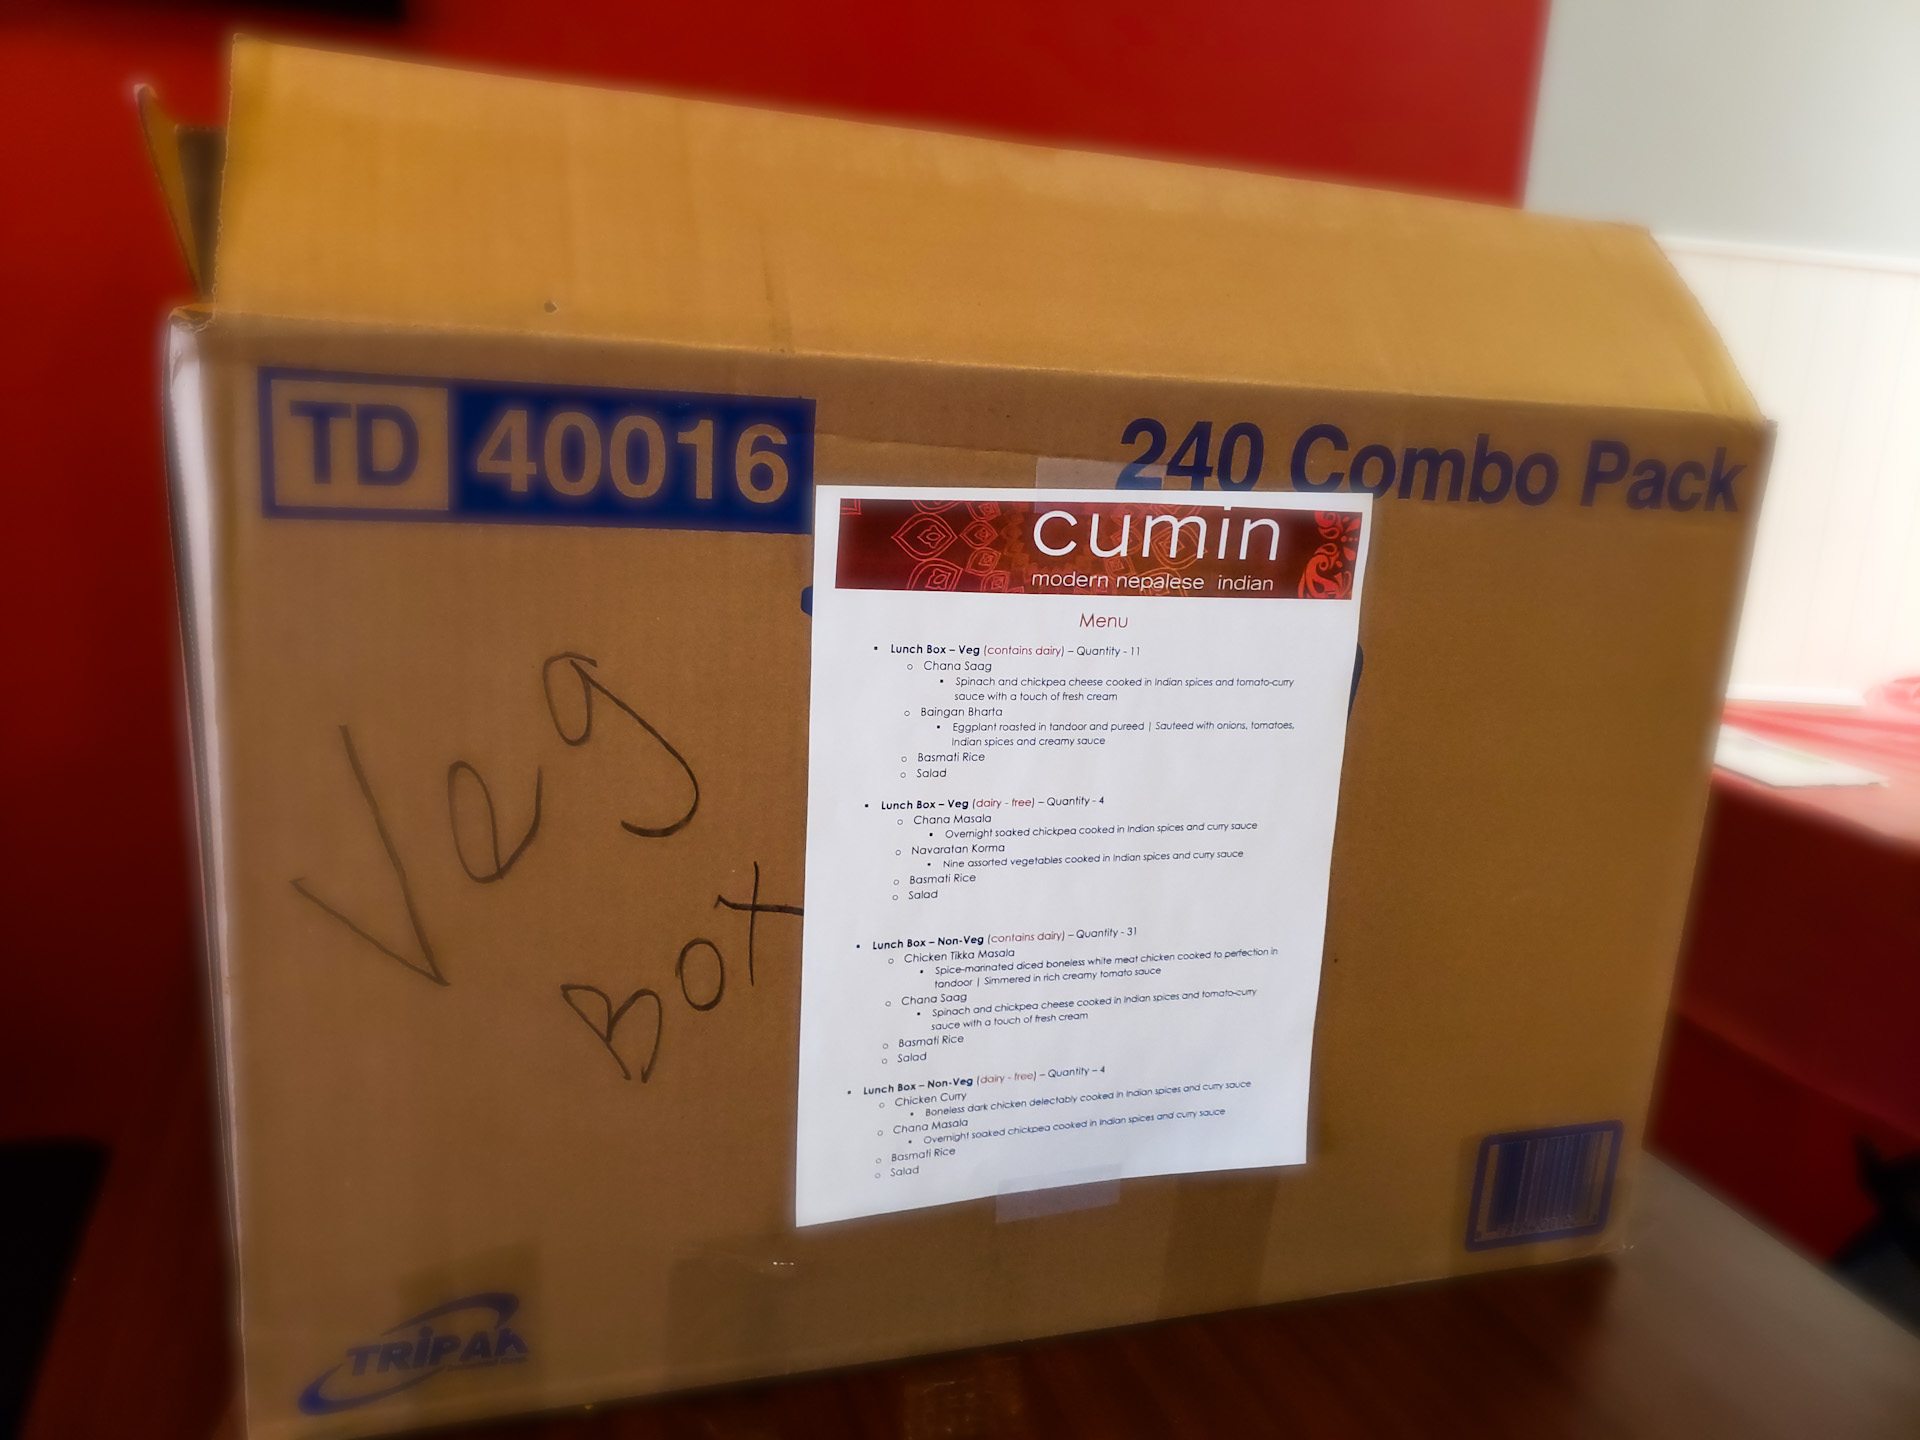 TD 40016
240 Combo Pack
cumin
modern nepalese indian
Menu
▪ Lunch Box – Veg (contains dairy) – Quantity - 11
o Chana Saag
▪ Spinach and chickpea cheese cooked in Indian spices and tomato-curry
sauce with a touch of fresh cream
o Baingan Bharta
▪ Eggplant roasted in tandoor and pureed | Sauteed with onions, tomatoes,
Indian spices and creamy sauce
o Basmati Rice
o Salad
▪ Lunch Box – Veg (dairy - free) – Quantity - 4
o Chana Masala
▪ Overnight soaked chickpea cooked in Indian spices and curry sauce
o Navaratan Korma
▪ Nine assorted vegetables cooked in Indian spices and curry sauce
o Basmati Rice
o Salad
▪ Lunch Box – Non-Veg (contains dairy) – Quantity - 31
o Chicken Tikka Masala
▪ Spice-marinated diced boneless white meat chicken cooked to perfection in
tandoor | Simmered in rich creamy tomato sauce
o Chana Saag
▪ Spinach and chickpea cheese cooked in Indian spices and tomato-curry
sauce with a touch of fresh cream
o Basmati Rice
o Salad
▪ Lunch Box – Non-Veg (dairy - free) – Quantity – 4
o Chicken Curry
▪ Boneless dark chicken delectably cooked in Indian spices and curry sauce
o Chana Masala
▪ Overnight soaked chickpea cooked in Indian spices and curry sauce
o Basmati Rice
o Salad
Veg
Box
TRiPAK